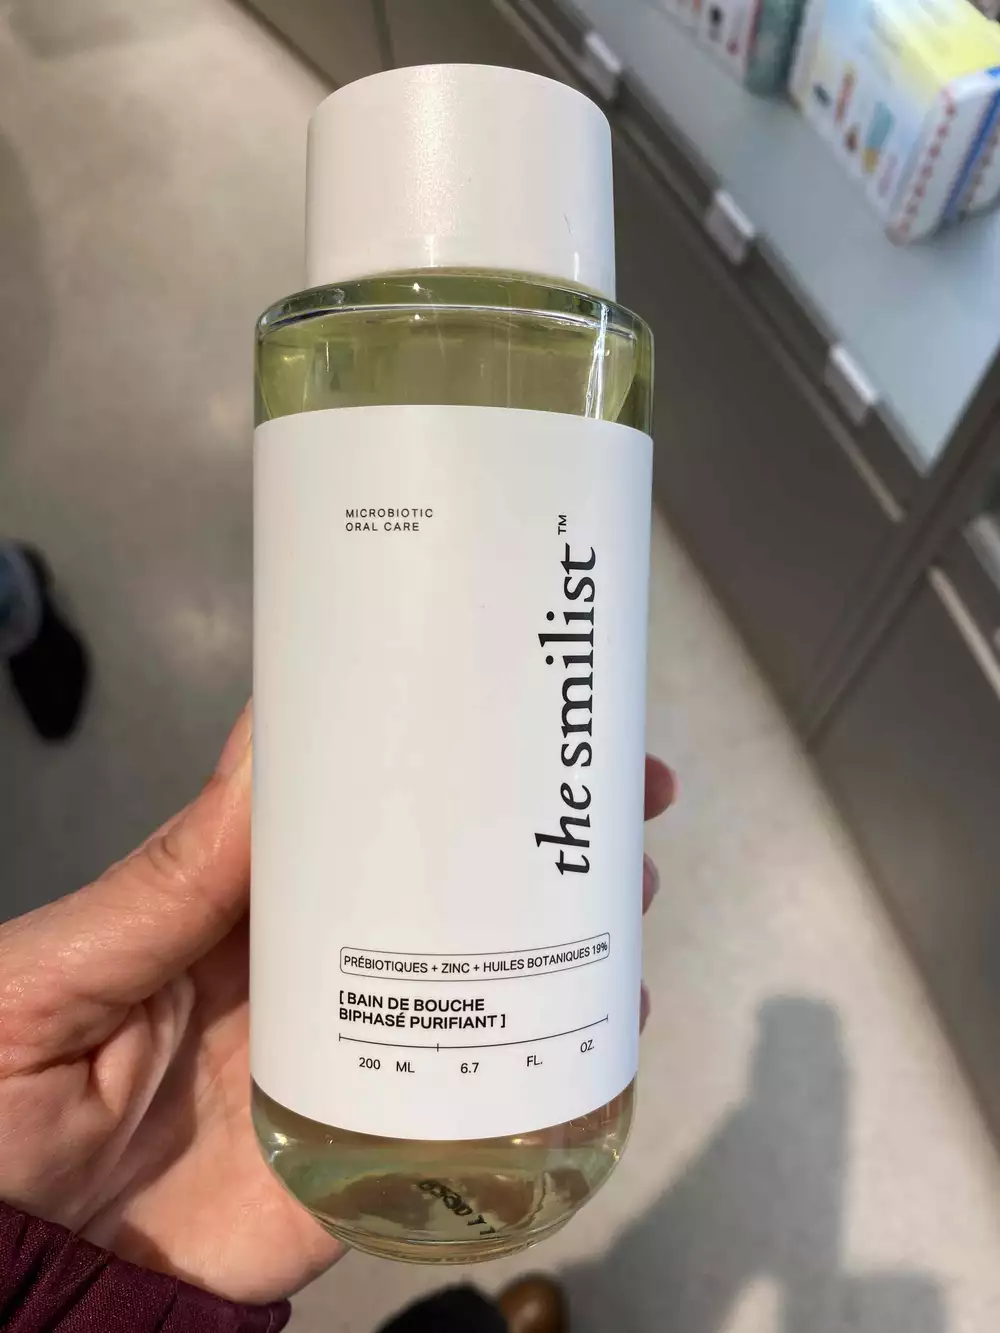 MICROBIOTIC
ORAL CARE
the smilist™
PRÉBIOTIQUES + ZINC + HUILES BOTANIQUES 19%
[ BAIN DE BOUCHE
BIPHASÉ PURIFIANT ]
200 ML 6.7 FL. OZ.